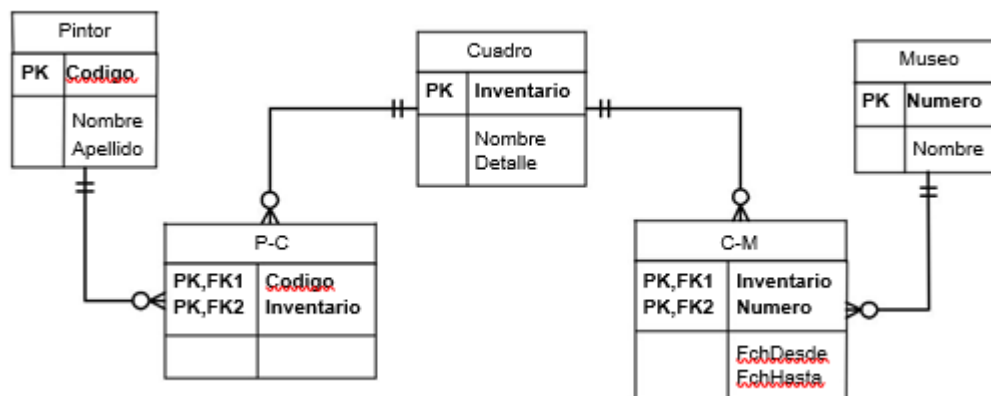 Pintor
PK Codigo
Nombre
Apellido
Cuadro
PK Inventario
Nombre
Detalle
Museo
PK Numero
Nombre
P-C
PK,FK1 Codigo
PK,FK2 Inventario
C-M
PK,FK1 Inventario
PK,FK2 Numero
FchDesde
FchHasta